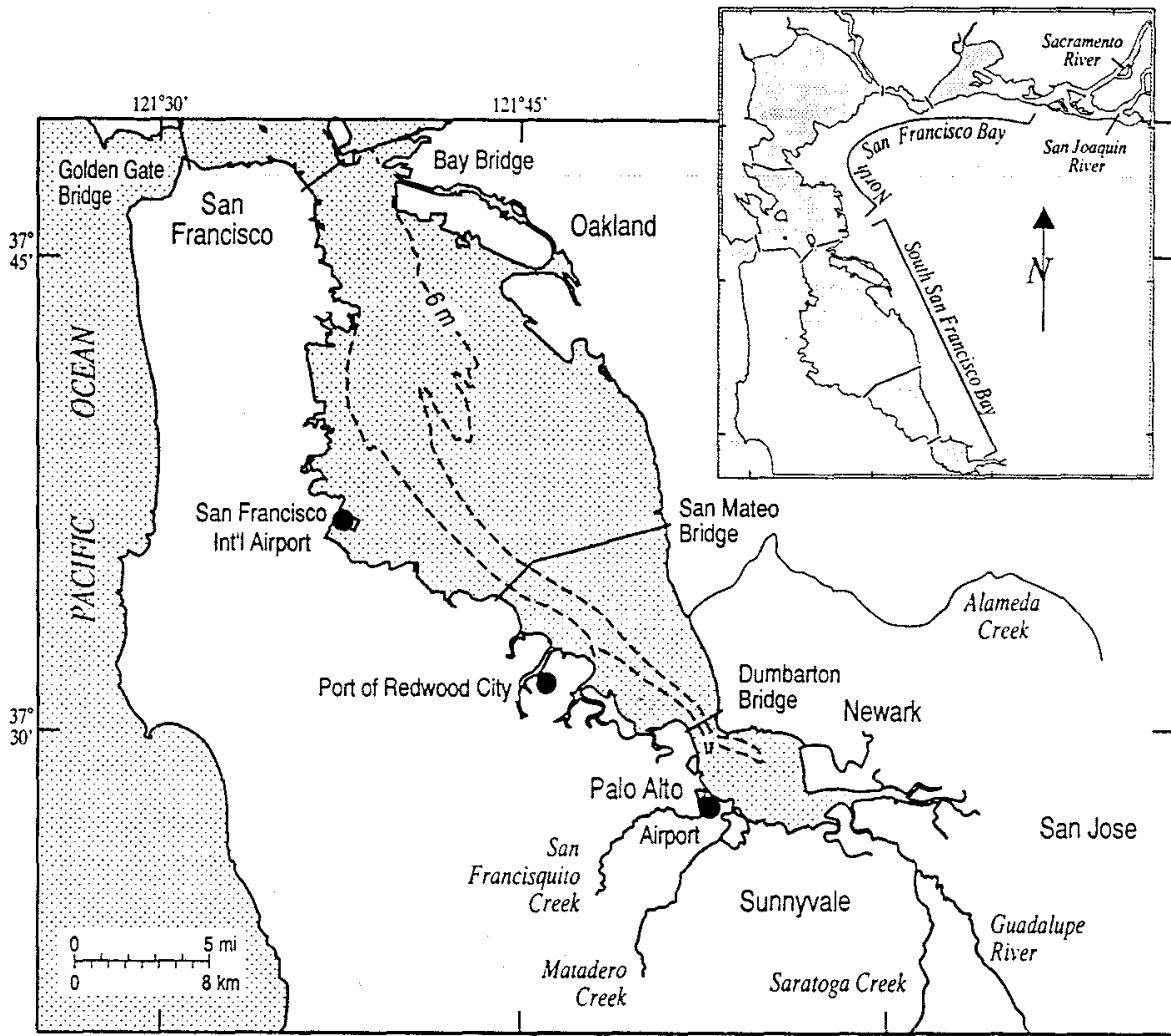 121°30'
121°45'
Golden Gate
Bridge
San
Francisco
Bay Bridge
Oakland
37°
45'
6 m
PACIFIC OCEAN
San Francisco
Int'l Airport
San Mateo
Bridge
Alameda
Creek
Port of Redwood City
Dumbarton
Bridge
Newark
37°
30'
Palo Alto
Airport
San Jose
San
Francisquito
Creek
Sunnyvale
Guadalupe
River
Matadero
Creek
Saratoga Creek
0 5 mi
0 8 km
Sacramento
River
San Joaquin
River
North San Francisco Bay
South San Francisco Bay
N